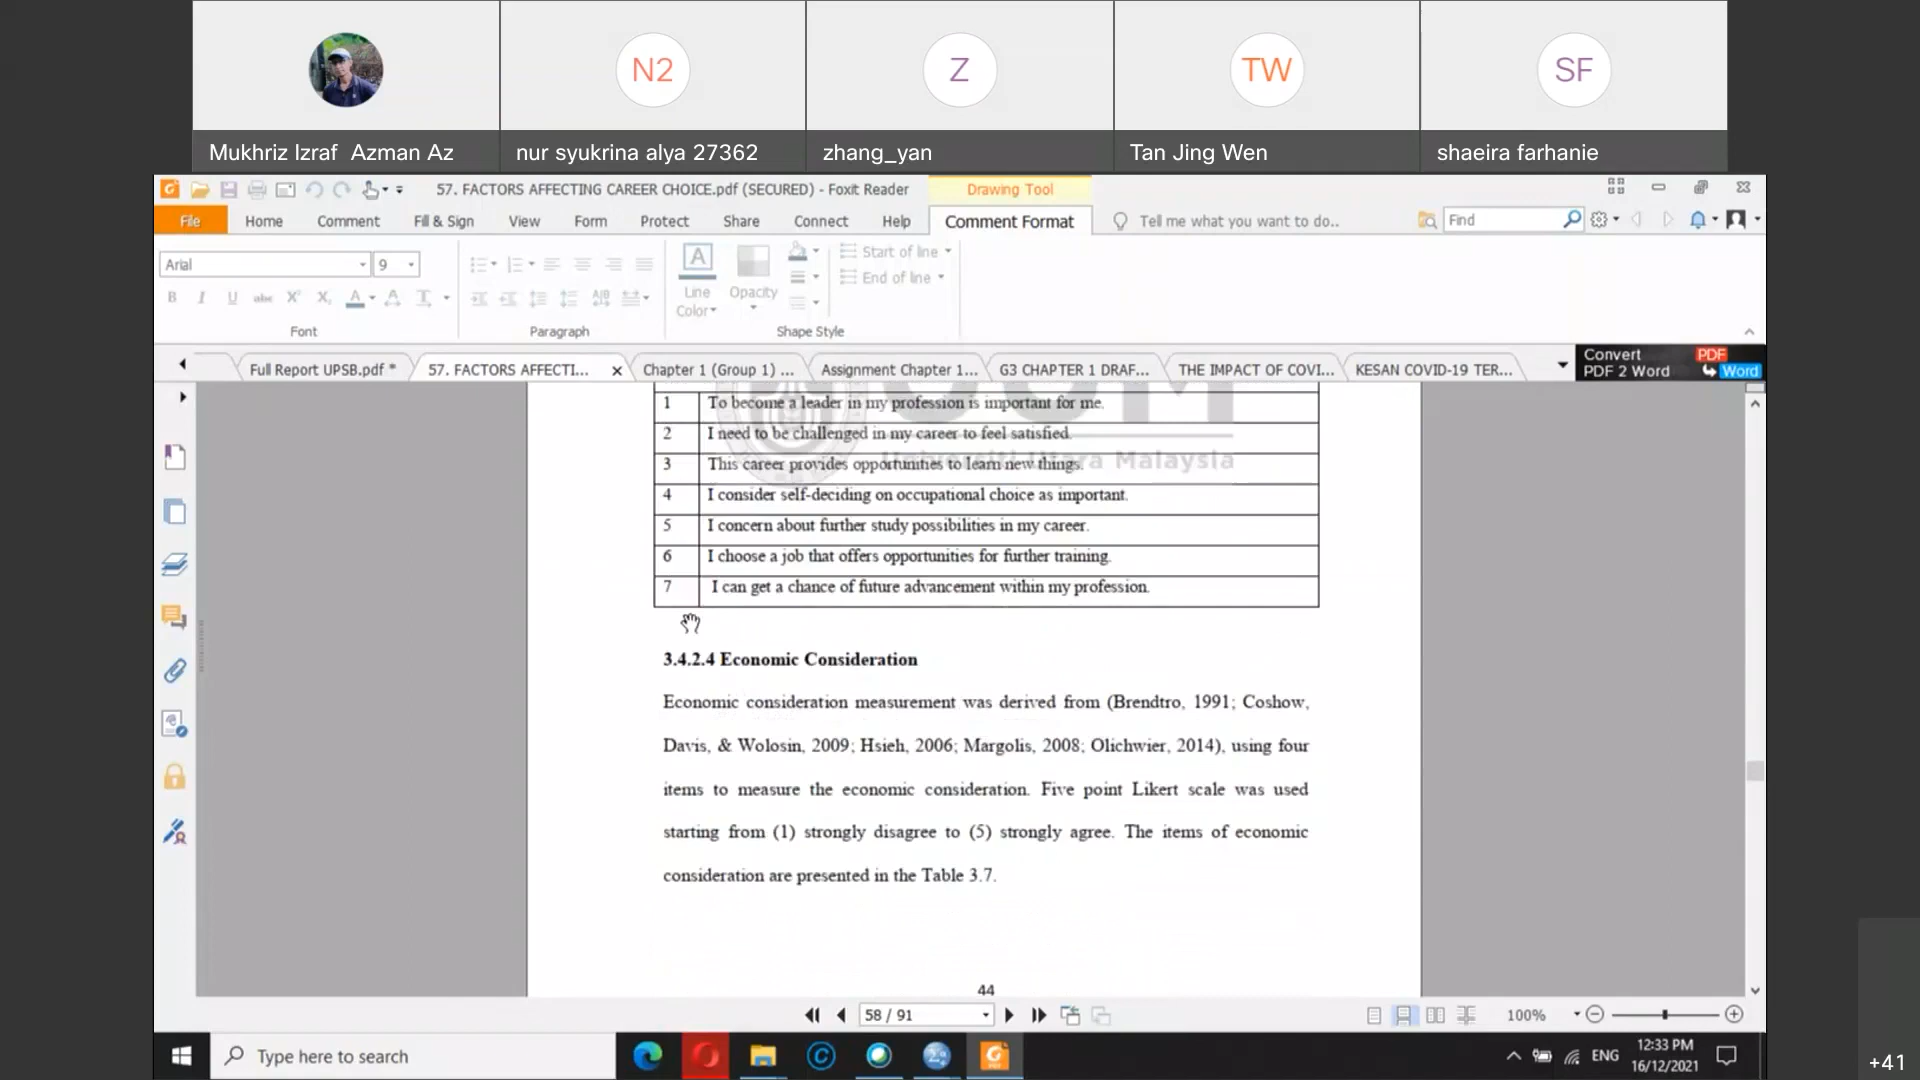 N2
Z
TW
SF
Mukhriz Izraf Azman Az
nur syukrina alya 27362
zhang_yan
Tan Jing Wen
shaeira farhanie
57. FACTORS AFFECTING CAREER CHOICE.pdf (SECURED) - Foxit Reader
Drawing Tool
File
Home
Comment
Fill & Sign
View
Form
Protect
Share
Connect
Help
Comment Format
Tell me what you want to do..
Find
Arial
9
Start of line
End of line
Line
Color
Opacity
Font
Paragraph
Shape Style
Full Report UPSB.pdf *
57. FACTORS AFFECTI...
Chapter 1 (Group 1) ...
Assignment Chapter 1...
G3 CHAPTER 1 DRAF...
THE IMPACT OF COVI...
KESAN COVID-19 TER...
Convert PDF
PDF 2 Word Word
1 To become a leader in my profession is important for me.
2 I need to be challenged in my career to feel satisfied.
3 This career provides opportunities to learn new things.
Universiti Utara Malaysia
4 I consider self-deciding on occupational choice as important.
5 I concern about further study possibilities in my career.
6 I choose a job that offers opportunities for further training.
7 I can get a chance of future advancement within my profession.
3.4.2.4 Economic Consideration
Economic consideration measurement was derived from (Brendtro, 1991; Coshow,
Davis, & Wolosin, 2009; Hsieh, 2006; Margolis, 2008; Olichwier, 2014), using four
items to measure the economic consideration. Five point Likert scale was used
starting from (1) strongly disagree to (5) strongly agree. The items of economic
consideration are presented in the Table 3.7.
44
58 / 91
100%
Type here to search
ENG
12:33 PM
16/12/2021
+41